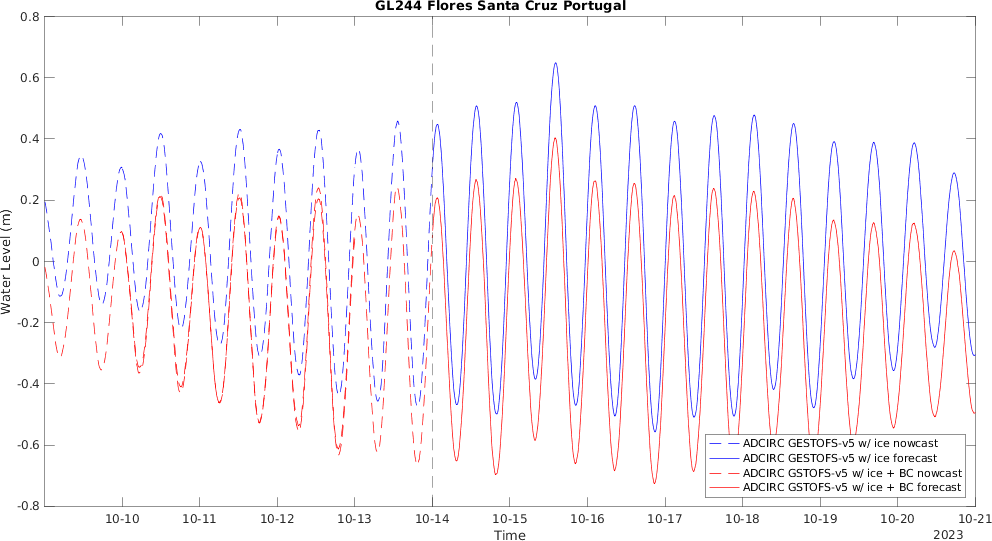 GL244 Flores Santa Cruz Portugal
0.8
0.6
0.4
0.2
0
-0.2
-0.4
-0.6
-0.8
Water Level (m)
ADCIRC GESTOFS-v5 w/ ice nowcast
ADCIRC GESTOFS-v5 w/ ice forecast
ADCIRC GSTOFS-v5 w/ ice + BC nowcast
ADCIRC GSTOFS-v5 w/ ice + BC forecast
10-10 10-11 10-12 10-13 10-14 10-15 10-16 10-17 10-18 10-19 10-20 10-21
Time
2023